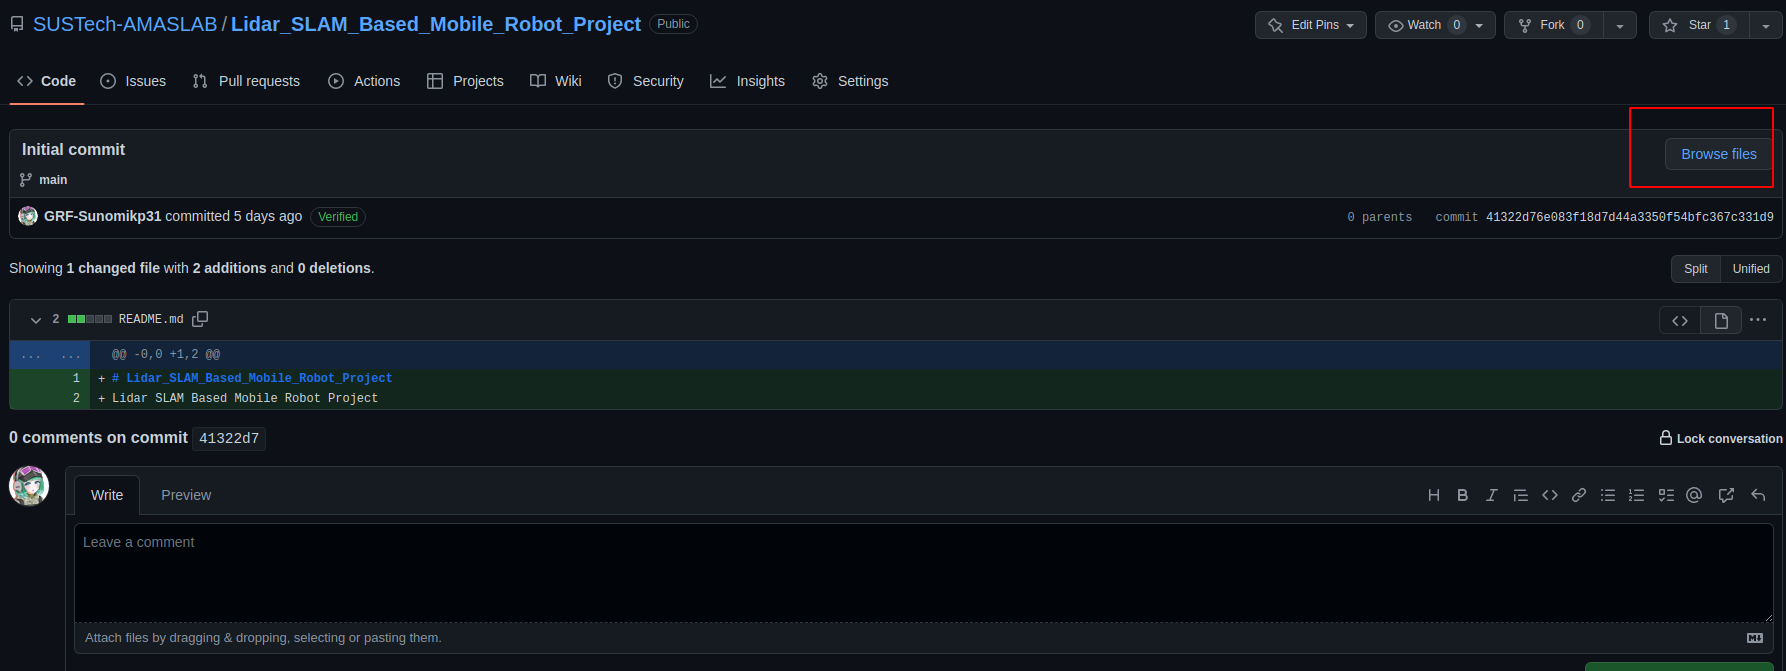 SUSTech-AMASLAB / Lidar_SLAM_Based_Mobile_Robot_Project Public Edit Pins Watch 0 Fork 0 Star 1
Code Issues Pull requests Actions Projects Wiki Security Insights Settings
Initial commit
Browse files
main
GRF-Sunomikp31 committed 5 days ago Verified 0 parents commit 41322d76e083f18d7d44a3350f54bfc367c331d9
Showing 1 changed file with 2 additions and 0 deletions. Split Unified
2 README.md
... ... @@ -0,0 +1,2 @@
1 + # Lidar_SLAM_Based_Mobile_Robot_Project
2 + Lidar SLAM Based Mobile Robot Project
0 comments on commit 41322d7 Lock conversation
Write Preview
Leave a comment
Attach files by dragging & dropping, selecting or pasting them.